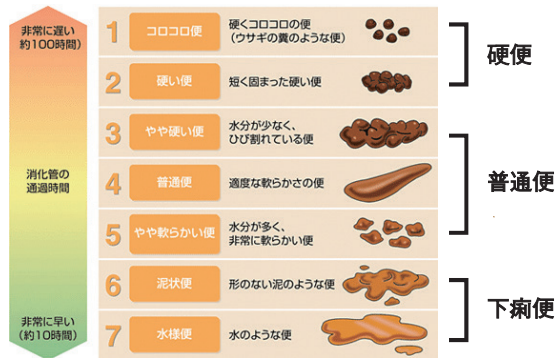 非常に遅い
約100時間)
消化管の
通過時間
非常に早い
(約10時間)
1 コロコロ便 硬くコロコロの便
(ウサギの糞のような便)
2 硬い便 短く固まった硬い便
3 やや硬い便 水分が少なく、
ひび割れている便
4 普通便 適度な軟らかさの便
5 やや軟らかい便 水分が多く、
非常に軟らかい便
6 泥状便 形のない泥のような便
7 水様便 水のような便
硬便
普通便
下痢便